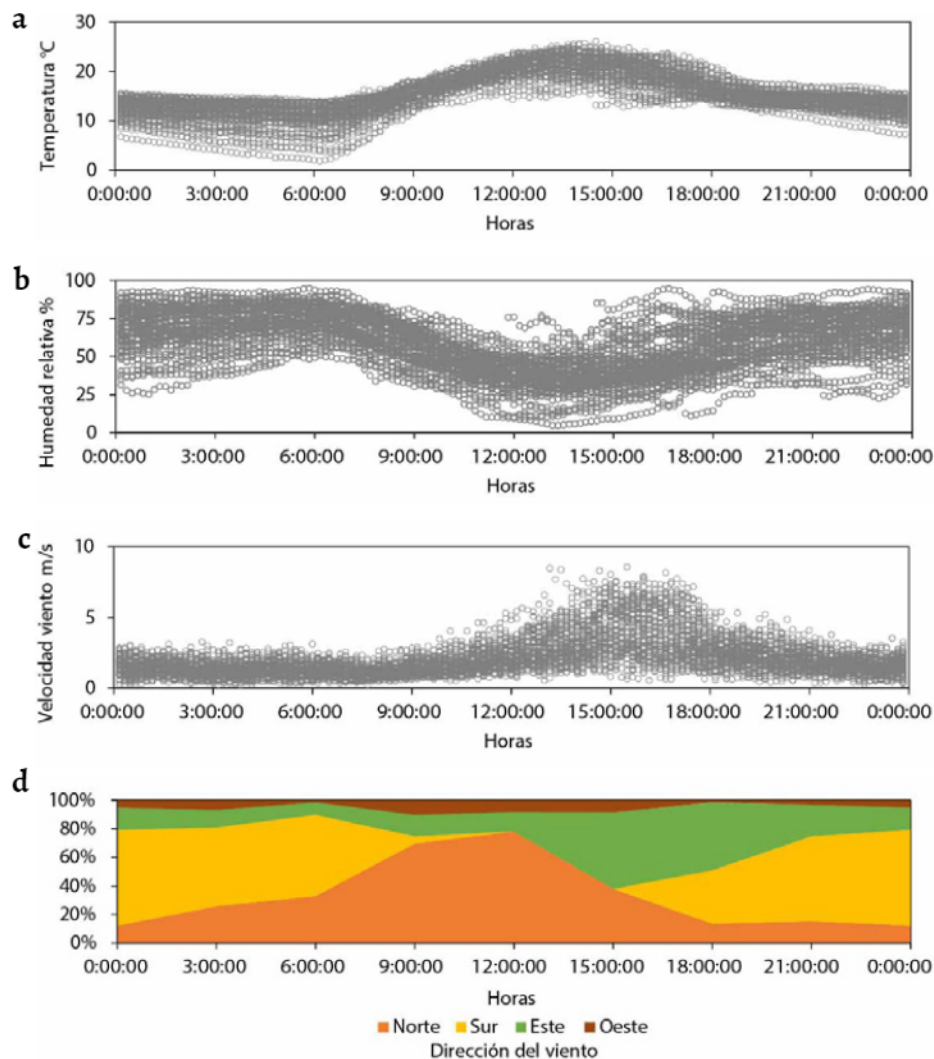 a
30
20
10
0
Temperatura °C
0:00:00 3:00:00 6:00:00 9:00:00 12:00:00 15:00:00 18:00:00 21:00:00 0:00:00
Horas
b
100
75
50
25
0
Humedad relativa %
0:00:00 3:00:00 6:00:00 9:00:00 12:00:00 15:00:00 18:00:00 21:00:00 0:00:00
Horas
c
10
5
0
Velocidad viento m/s
0:00:00 3:00:00 6:00:00 9:00:00 12:00:00 15:00:00 18:00:00 21:00:00 0:00:00
Horas
d
100%
80%
60%
40%
20%
0%
0:00:00 3:00:00 6:00:00 9:00:00 12:00:00 15:00:00 18:00:00 21:00:00 0:00:00
Horas
Norte Sur Este Oeste
Dirección del viento